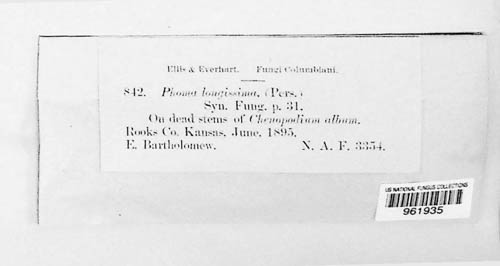 Ellis & Everhart. Fungi Columbiani.
842. Phoma longissima, (Pers.)
Syn. Fung. p. 31.
On dead stems of Chenopodium album.
Rooks Co. Kansas, June, 1895.
E. Bartholomew. N. A. F. 3354.
US NATIONAL FUNGUS COLLECTIONS
961935